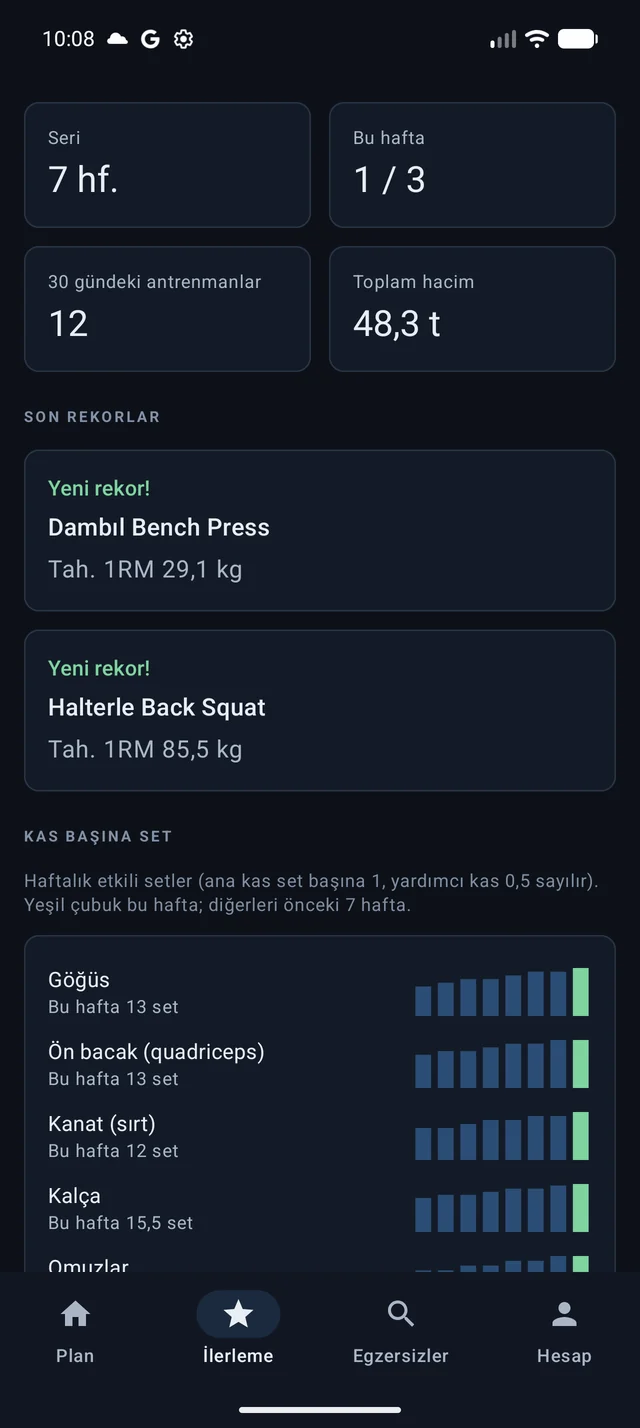 10:08
Seri
7 hf.
Bu hafta
1 / 3
30 gündeki antrenmanlar
12
Toplam hacim
48,3 t
SON REKORLAR
Yeni rekor!
Dambıl Bench Press
Tah. 1RM 29,1 kg
Yeni rekor!
Halterle Back Squat
Tah. 1RM 85,5 kg
KAS BAŞINA SET
Haftalık etkili setler (ana kas set başına 1, yardımcı kas 0,5 sayılır).
Yeşil çubuk bu hafta; diğerleri önceki 7 hafta.
Göğüs
Bu hafta 13 set
Ön bacak (quadriceps)
Bu hafta 13 set
Kanat (sırt)
Bu hafta 12 set
Kalça
Bu hafta 15,5 set
Omuzlar
Plan
İlerleme
Egzersizler
Hesap